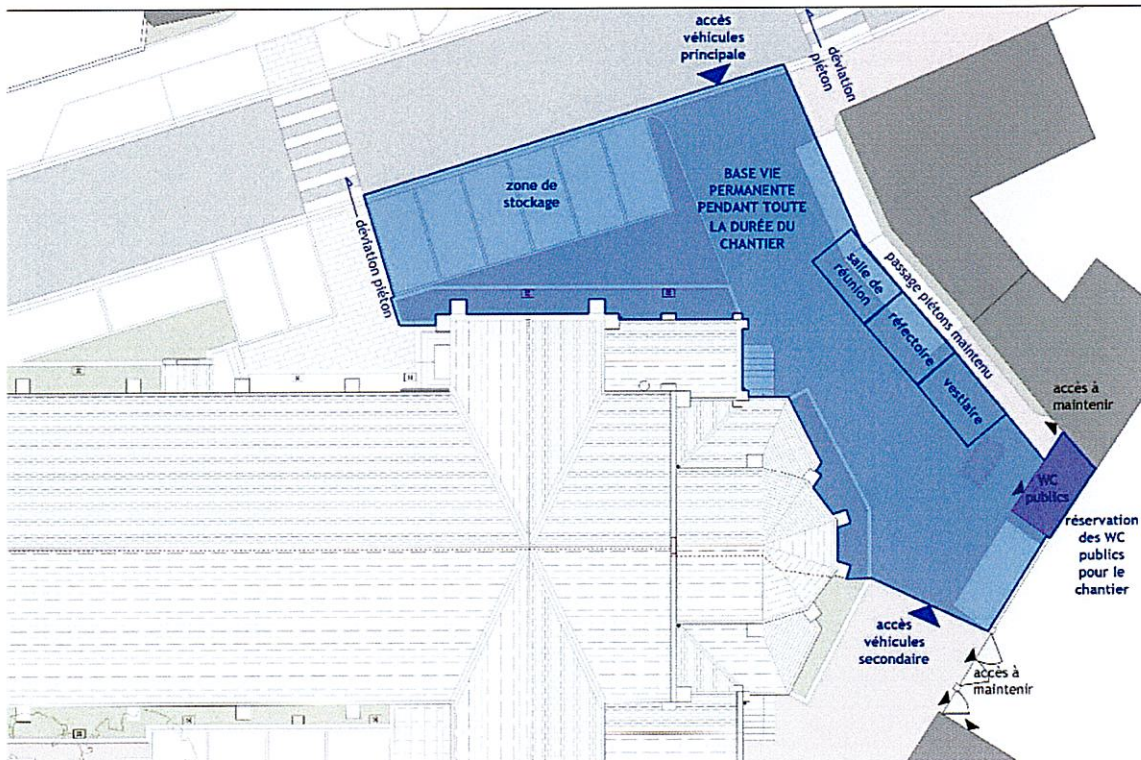 accès
véhicules
principale
déviation
piéton
zone de
stockage
BASE VIE
PERMANENTE
PENDANT TOUTE
LA DURÉE DU
CHANTIER
déviation piéton
salle de
réunion
réfectoire
vestiaire
passage piétons maintenu
accès à
maintenir
WC
publics
réservation
des WC
publics
pour le
chantier
accès
véhicules
secondaire
accès à
maintenir